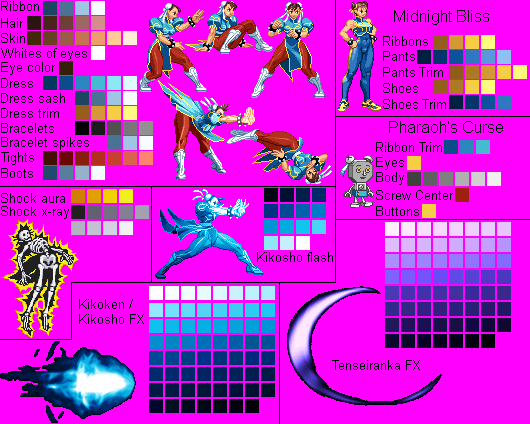 Ribbon
Hair
Skin
Whites of eyes
Eye color
Dress
Dress sash
Dress trim
Bracelets
Bracelet spikes
Tights
Boots
Midnight Bliss
Ribbons
Pants
Pants Trim
Shoes
Shoes Trim
Pharaoh's Curse
Ribbon Trim
Eyes
Body
Screw Center
Buttons
Shock aura
Shock x-ray
Kikosho flash
Kikoken /
Kikosho FX
Tenseiranka FX